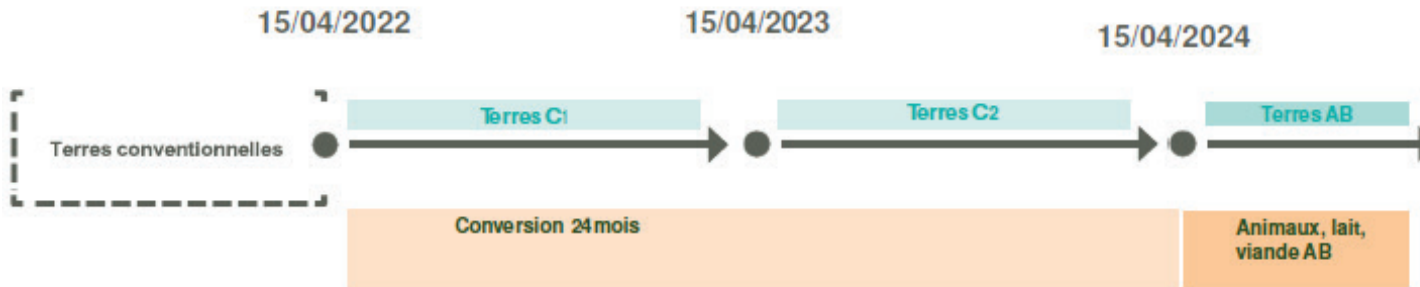 15/04/2022
15/04/2023
15/04/2024
Terres C1
Terres C2
Terres AB
Terres conventionnelles
Conversion 24 mois
Animaux, lait,
viande AB